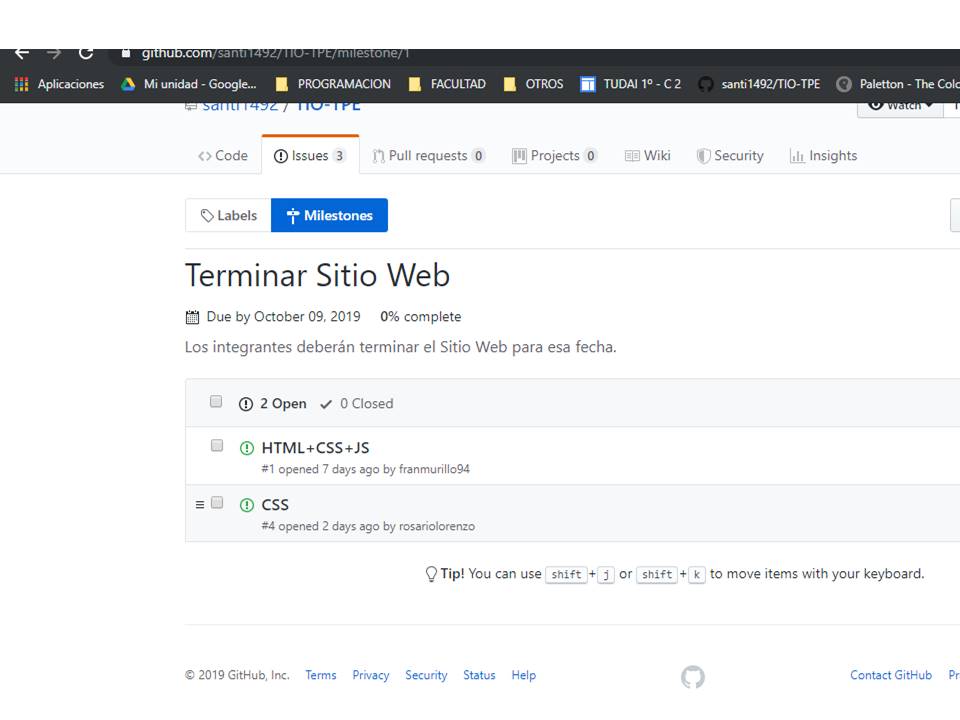 github.com/santi1492/TIO-TPE/milestone/1
Aplicaciones Mi unidad - Google... PROGRAMACION FACULTAD OTROS TUDAI 1º - C 2 santi1492/TIO-TPE Paletton - The Colo
santi1492 / TIO-TPE Watch
Code Issues 3 Pull requests 0 Projects 0 Wiki Security Insights
Labels Milestones
Terminar Sitio Web
Due by October 09, 2019 0% complete
Los integrantes deberán terminar el Sitio Web para esa fecha.
2 Open 0 Closed
HTML+CSS+JS
#1 opened 7 days ago by franmurillo94
CSS
#4 opened 2 days ago by rosariolorenzo
Tip! You can use shift+j or shift+k to move items with your keyboard.
© 2019 GitHub, Inc. Terms Privacy Security Status Help Contact GitHub Pr